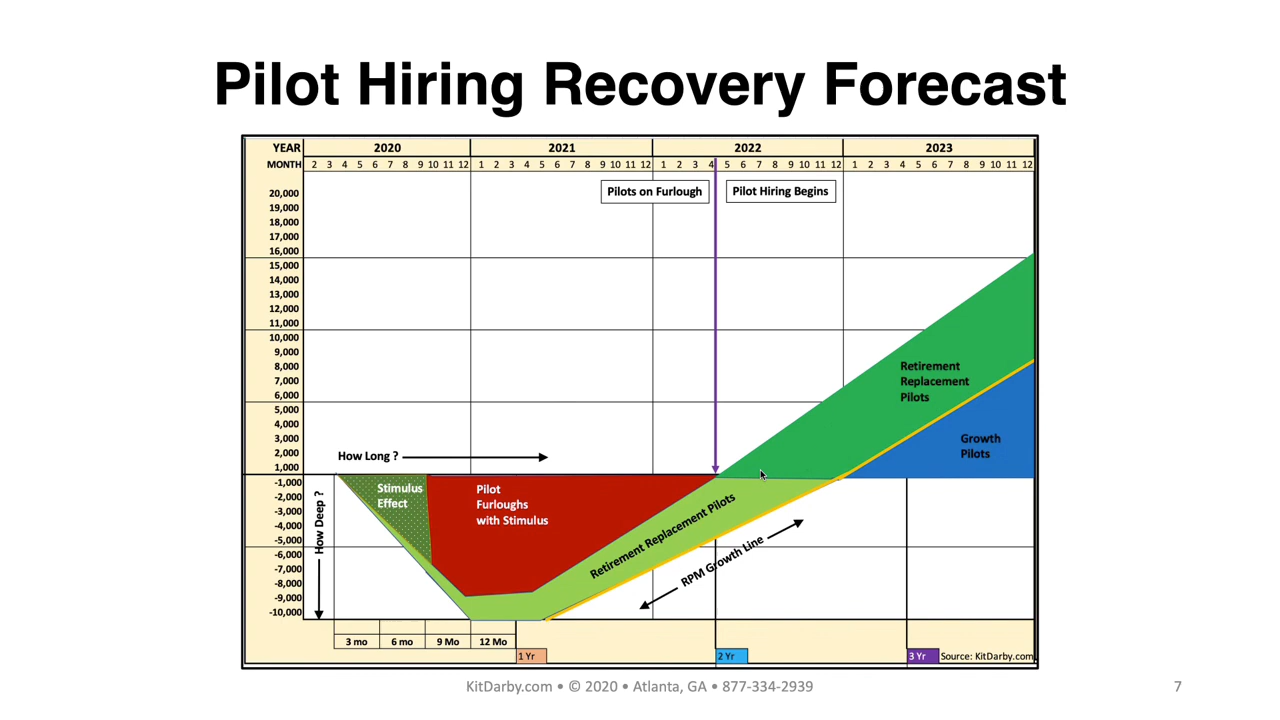 Pilot Hiring Recovery Forecast
YEAR 2020 2021 2022 2023
MONTH 2 3 4 5 6 7 8 9 10 11 12 1 2 3 4 5 6 7 8 9 10 11 12 1 2 3 4 5 6 7 8 9 10 11 12 1 2 3 4 5 6 7 8 9 10 11 12
Pilots on Furlough
Pilot Hiring Begins
20,000
19,000
18,000
17,000
16,000
15,000
14,000
13,000
12,000
11,000
10,000
9,000
8,000
7,000
6,000
5,000
4,000
3,000
2,000
1,000
-1,000
-2,000
-3,000
-4,000
-5,000
-6,000
-7,000
-8,000
-9,000
-10,000
Retirement
Replacement
Pilots
Growth
Pilots
How Long ?
How Deep ?
Stimulus
Effect
Pilot
Furloughs
with Stimulus
Retirement Replacement Pilots
RPM Growth Line
3 mo 6 mo 9 Mo 12 Mo
1 Yr 2 Yr 3 Yr Source: KitDarby.com
KitDarby.com • © 2020 • Atlanta, GA • 877-334-2939
7